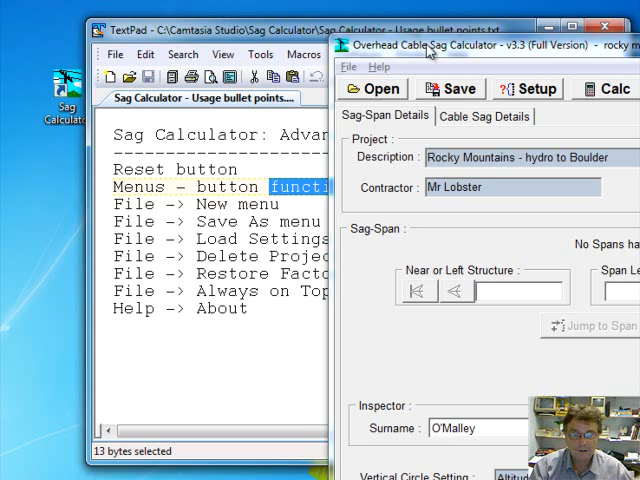 TextPad - C:\Camtasia Studio\Sag Calculator\Sag Calculator - Usage bullet points.txt
File Edit View Tools Macros
Sag Calculator - Usage bullet points....
Sag Calculator: Advan
Reset button
Menus - button functi
File -> New menu
File -> Save As menu
File -> Load Settings
File -> Delete Projec
File -> Restore Facto
File -> Always on Top
Help -> About
13 bytes selected
Sag
Calculator
Overhead Cable Sag Calculator - v3.3 (Full Version) - rocky m
File Help
Open Save Setup Calc
Sag-Span Details Cable Sag Details
Project :
Description : Rocky Mountains - hydro to Boulder
Contractor : Mr Lobster
Sag-Span :
No Spans ha
Near or Left Structure : Span Le
Jump to Span
Inspector :
Surname : O'Malley
Vertical Circle Setting : Altitud